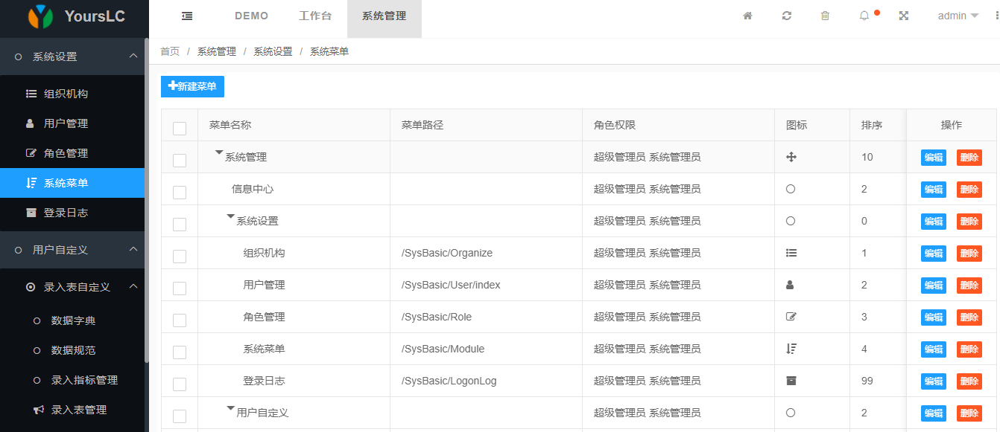 YoursLC
DEMO 工作台 系统管理 admin
首页 / 系统管理 / 系统设置 / 系统菜单
系统设置
组织机构
用户管理
角色管理
系统菜单
登录日志
用户自定义
录入表自定义
数据字典
数据规范
录入指标管理
录入表管理
新建菜单
菜单名称 菜单路径 角色权限 图标 排序 操作
系统管理 超级管理员 系统管理员 10 编辑 删除
信息中心 超级管理员 系统管理员 2 编辑 删除
系统设置 超级管理员 系统管理员 0 编辑 删除
组织机构 /SysBasic/Organize 超级管理员 系统管理员 1 编辑 删除
用户管理 /SysBasic/User/index 超级管理员 系统管理员 2 编辑 删除
角色管理 /SysBasic/Role 超级管理员 系统管理员 3 编辑 删除
系统菜单 /SysBasic/Module 超级管理员 系统管理员 4 编辑 删除
登录日志 /SysBasic/LogonLog 超级管理员 系统管理员 99 编辑 删除
用户自定义 超级管理员 系统管理员 2 编辑 删除